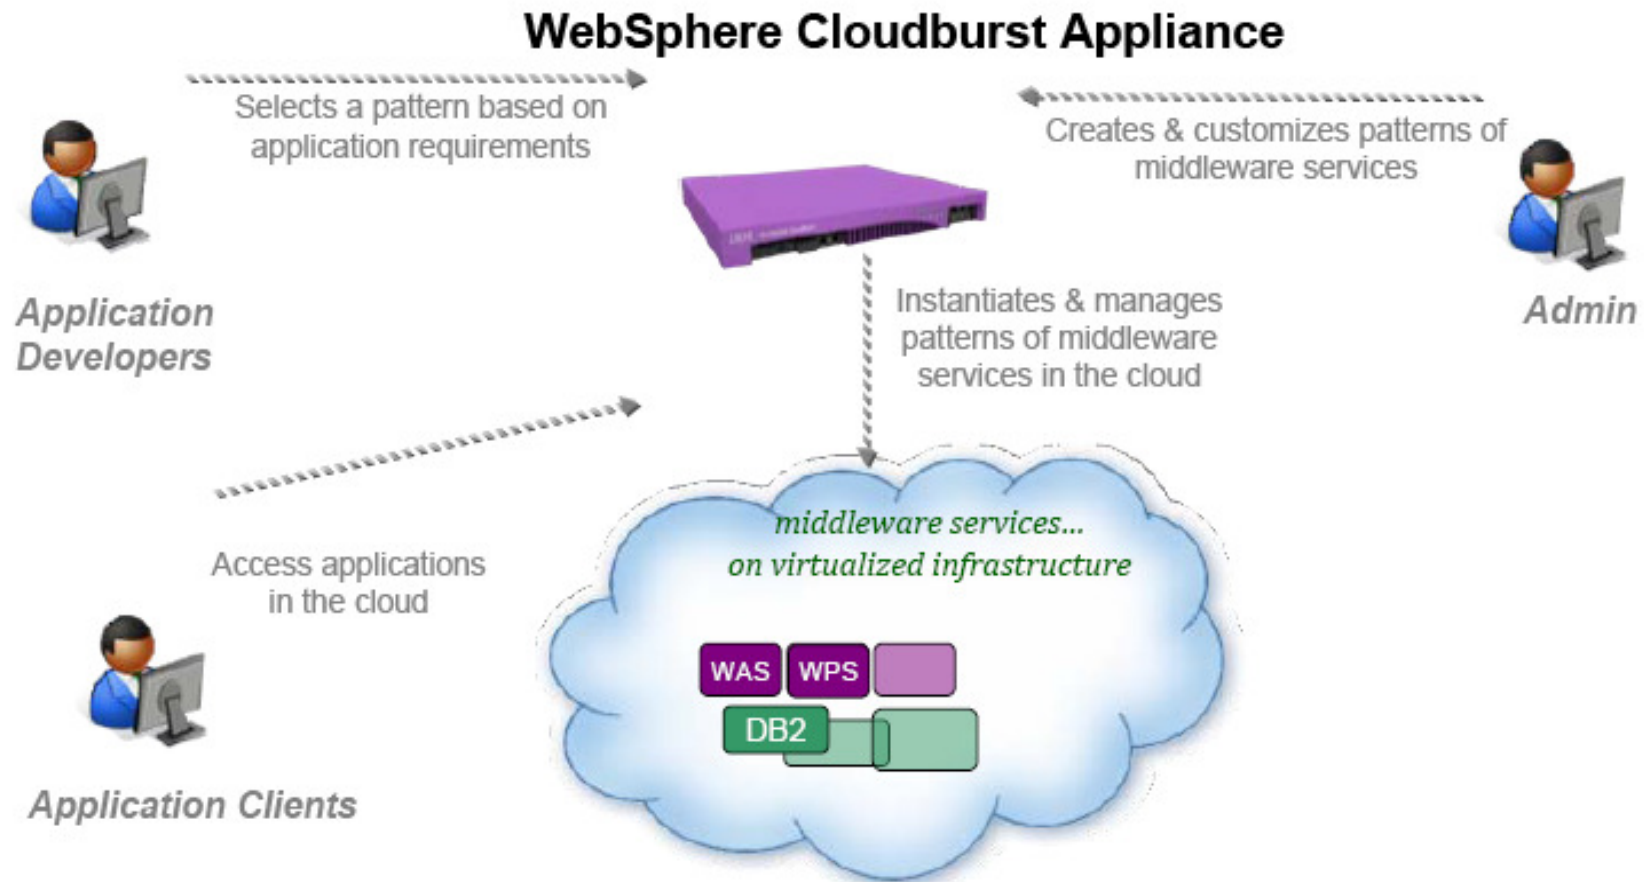 WebSphere Cloudburst Appliance
Selects a pattern based on
application requirements
Creates & customizes patterns of
middleware services
Application
Developers
Admin
IBM
Instantiates & manages
patterns of middleware
services in the cloud
Access applications
in the cloud
middleware services...
on virtualized infrastructure
WAS
WPS
DB2
Application Clients